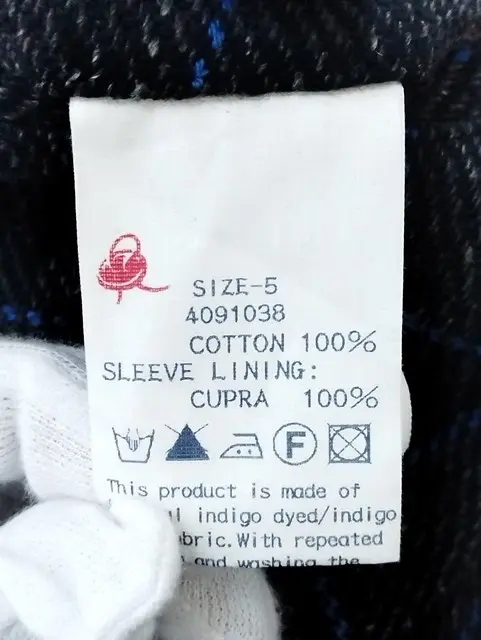 SIZE-5
4091038
COTTON 100%
SLEEVE LINING:
CUPRA 100%
F
This product is made of
indigo dyed/indigo
With repeated
and washing the